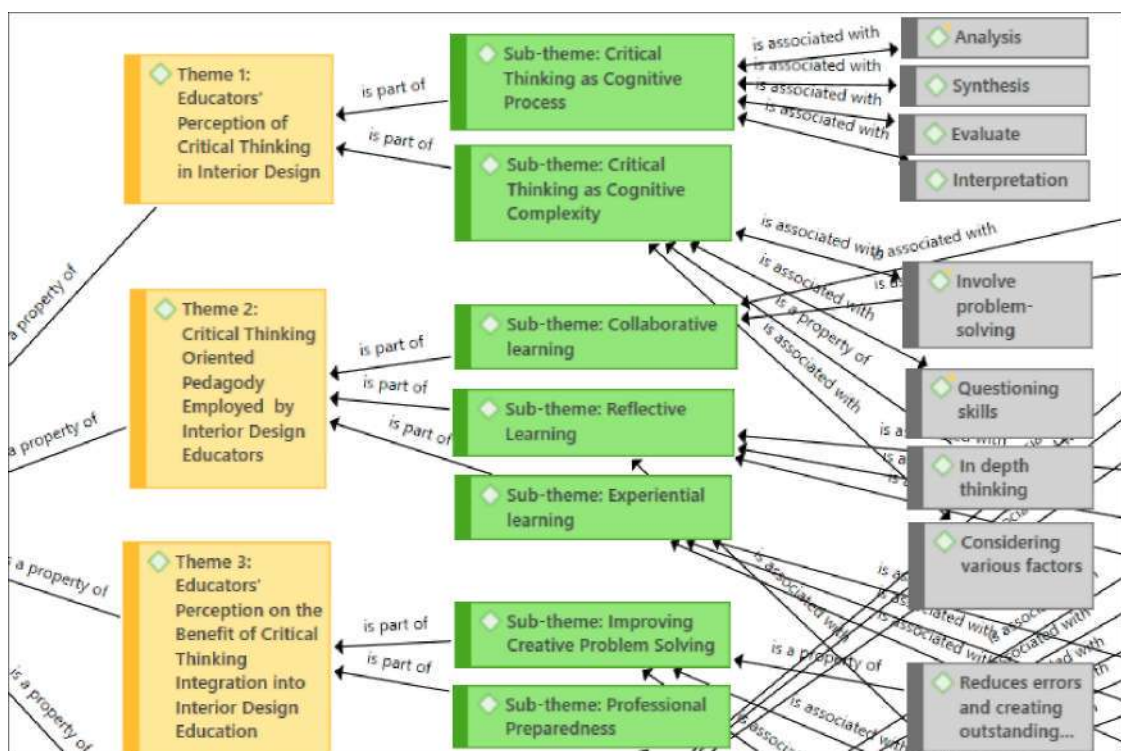 Theme 1:
Educators'
Perception of
Critical Thinking
in Interior Design
Theme 2:
Critical Thinking
Oriented
Pedagody
Employed by
Interior Design
Educators
Theme 3:
Educators'
Perception on the
Benefit of Critical
Thinking
Integration into
Interior Design
Education
a property of
a property of
is a property of
is a property of
is part of
is part of
is part of
is part of
is part of
is part of
is part of
Sub-theme: Critical
Thinking as Cognitive
Process
Sub-theme: Critical
Thinking as Cognitive
Complexity
Sub-theme: Collaborative
learning
Sub-theme: Reflective
Learning
Sub-theme: Experiential
learning
Sub-theme: Improving
Creative Problem Solving
Sub-theme: Professional
Preparedness
is associated with
is associated with
is associated with
is associated with
is associated with
is associated with
is associated with
is a property of
is associated with
is associated with
is a property of
is associated with
is associated with
is associated with
Analysis
Synthesis
Evaluate
Interpretation
Involve
problem-
solving
Questioning
skills
In depth
thinking
Considering
various factors
Reduces errors
and creating
outstanding...